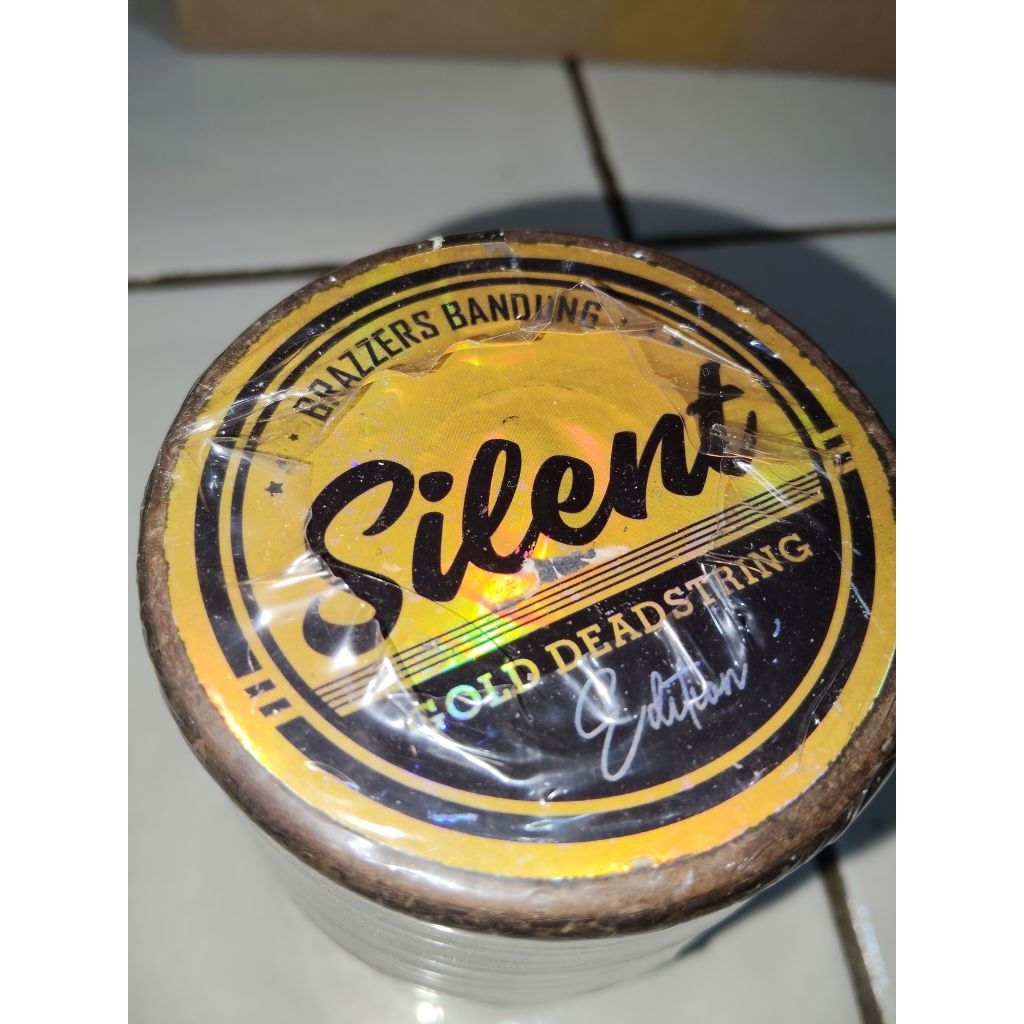 BRAZZERS BANDUNG
Silent
GOLD DEADSTRING
Edition